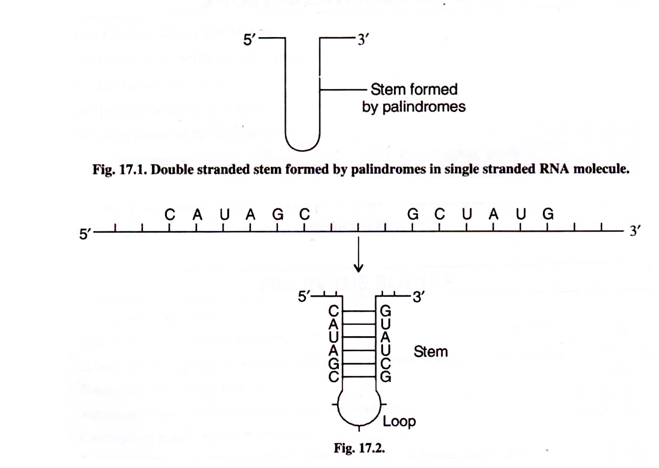 5′ 3′
Stem formed
by palindromes
Fig. 17.1. Double stranded stem formed by palindromes in single stranded RNA molecule.
C A U A G C G C U A U G
5′ 3′
5′ 3′
C G
A U
U A
A U
G C
C G
Stem
Loop
Fig. 17.2.